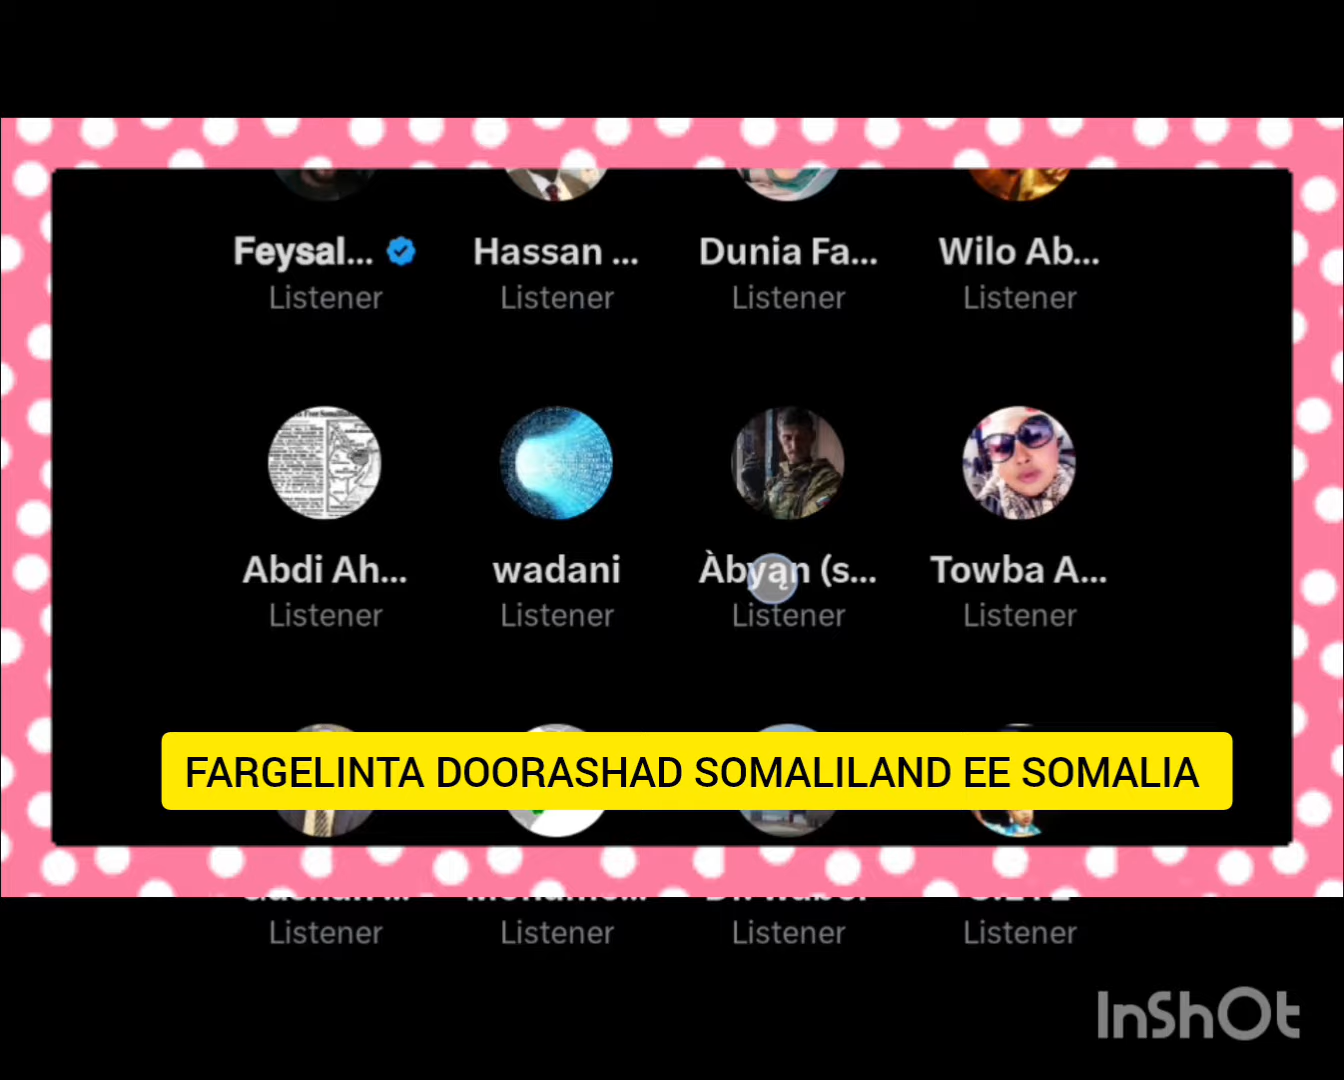 Feysal... Hassan ... Dunia Fa... Wilo Ab...
Listener Listener Listener Listener
Abdi Ah... wadani Àbyąn (s... Towba A...
Listener Listener Listener Listener
FARGELINTA DOORASHAD SOMALILAND EE SOMALIA
Listener Listener Listener Listener
InShOt